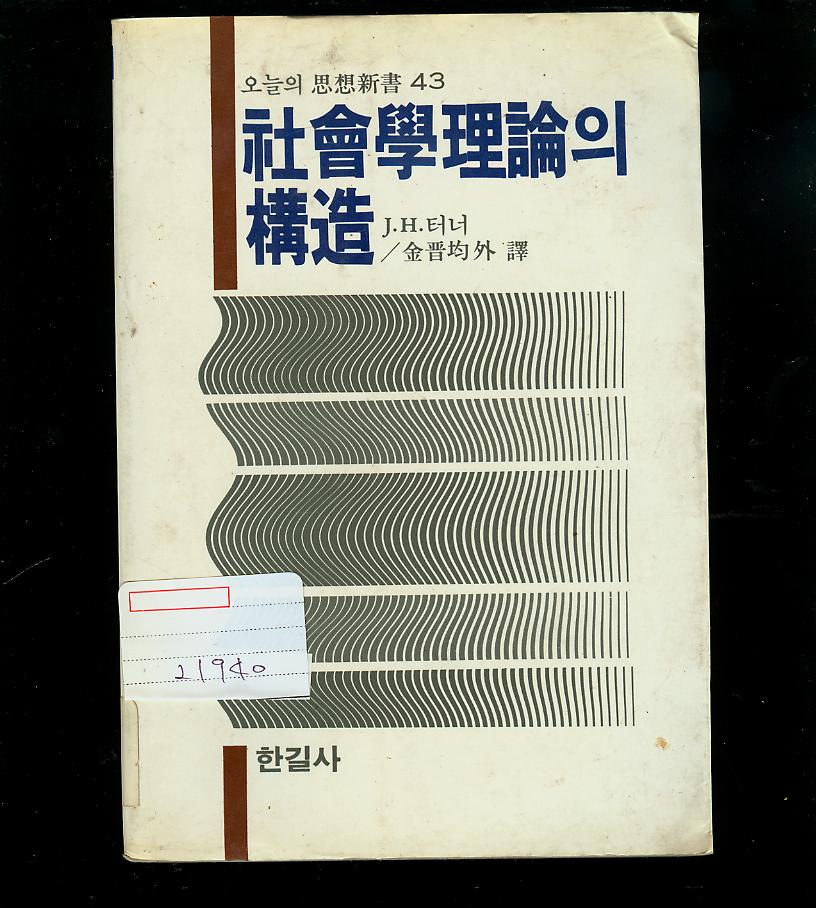 오늘의 思想新書 43
社會學理論의
構造
J.H.터너
/金晋均 外 譯
21940
한길사